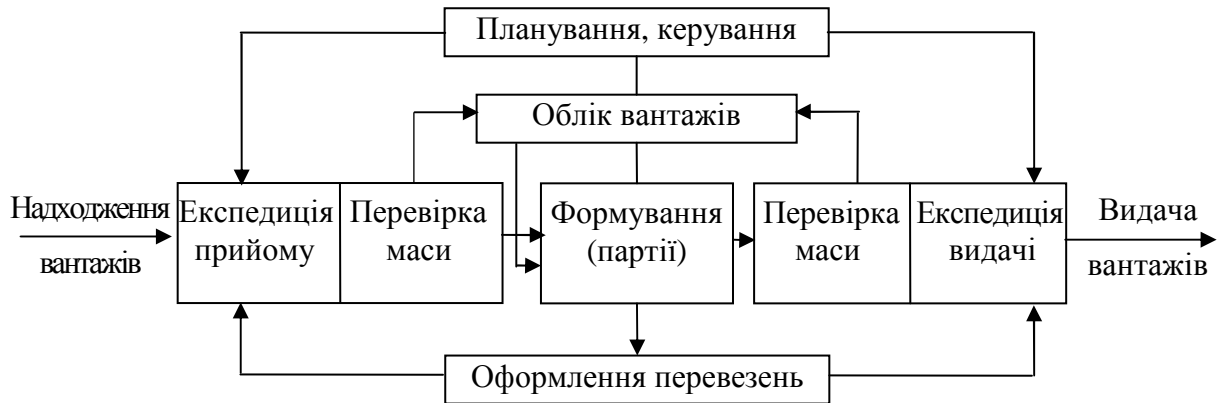 Планування, керування
Облік вантажів
Надходження
вантажів
Експедиція
прийому
Перевірка
маси
Формування
(партії)
Перевірка
маси
Експедиція
видачі
Видача
вантажів
Оформлення перевезень